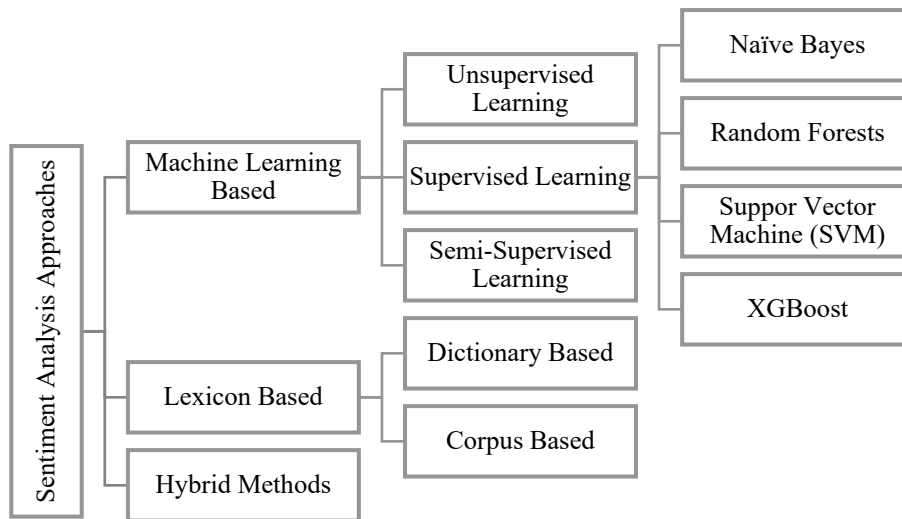 Sentiment Analysis Approaches
Machine Learning
Based
Lexicon Based
Hybrid Methods
Unsupervised
Learning
Supervised Learning
Semi-Supervised
Learning
Dictionary Based
Corpus Based
Naïve Bayes
Random Forests
Suppor Vector
Machine (SVM)
XGBoost